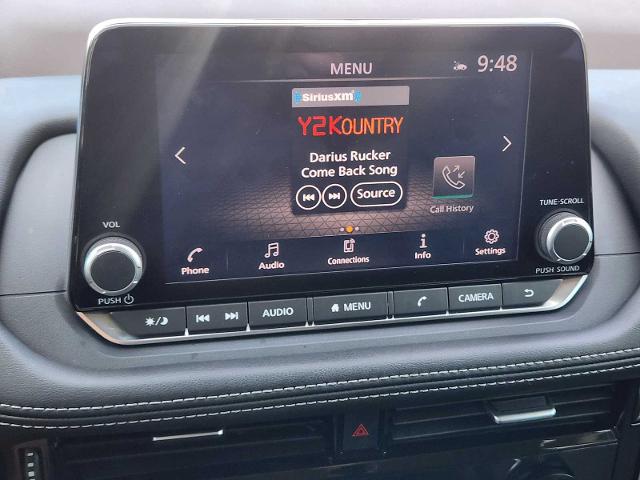 MENU
9:48
SiriusXM
Y2KOUNTRY
Darius Rucker
Come Back Song
Source
Call History
Phone
Audio
Connections
Info
Settings
VOL
PUSH
TUNE·SCROLL
PUSH SOUND
AUDIO
MENU
CAMERA